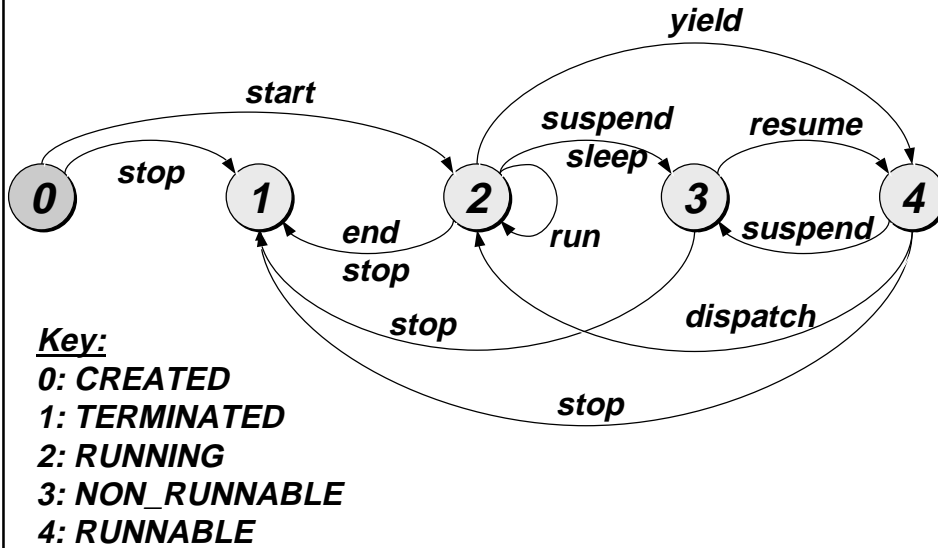 yield
start
suspend
sleep
resume
stop
0
1
2
3
4
end
stop
run
suspend
stop
dispatch
stop
Key:
0: CREATED
1: TERMINATED
2: RUNNING
3: NON_RUNNABLE
4: RUNNABLE